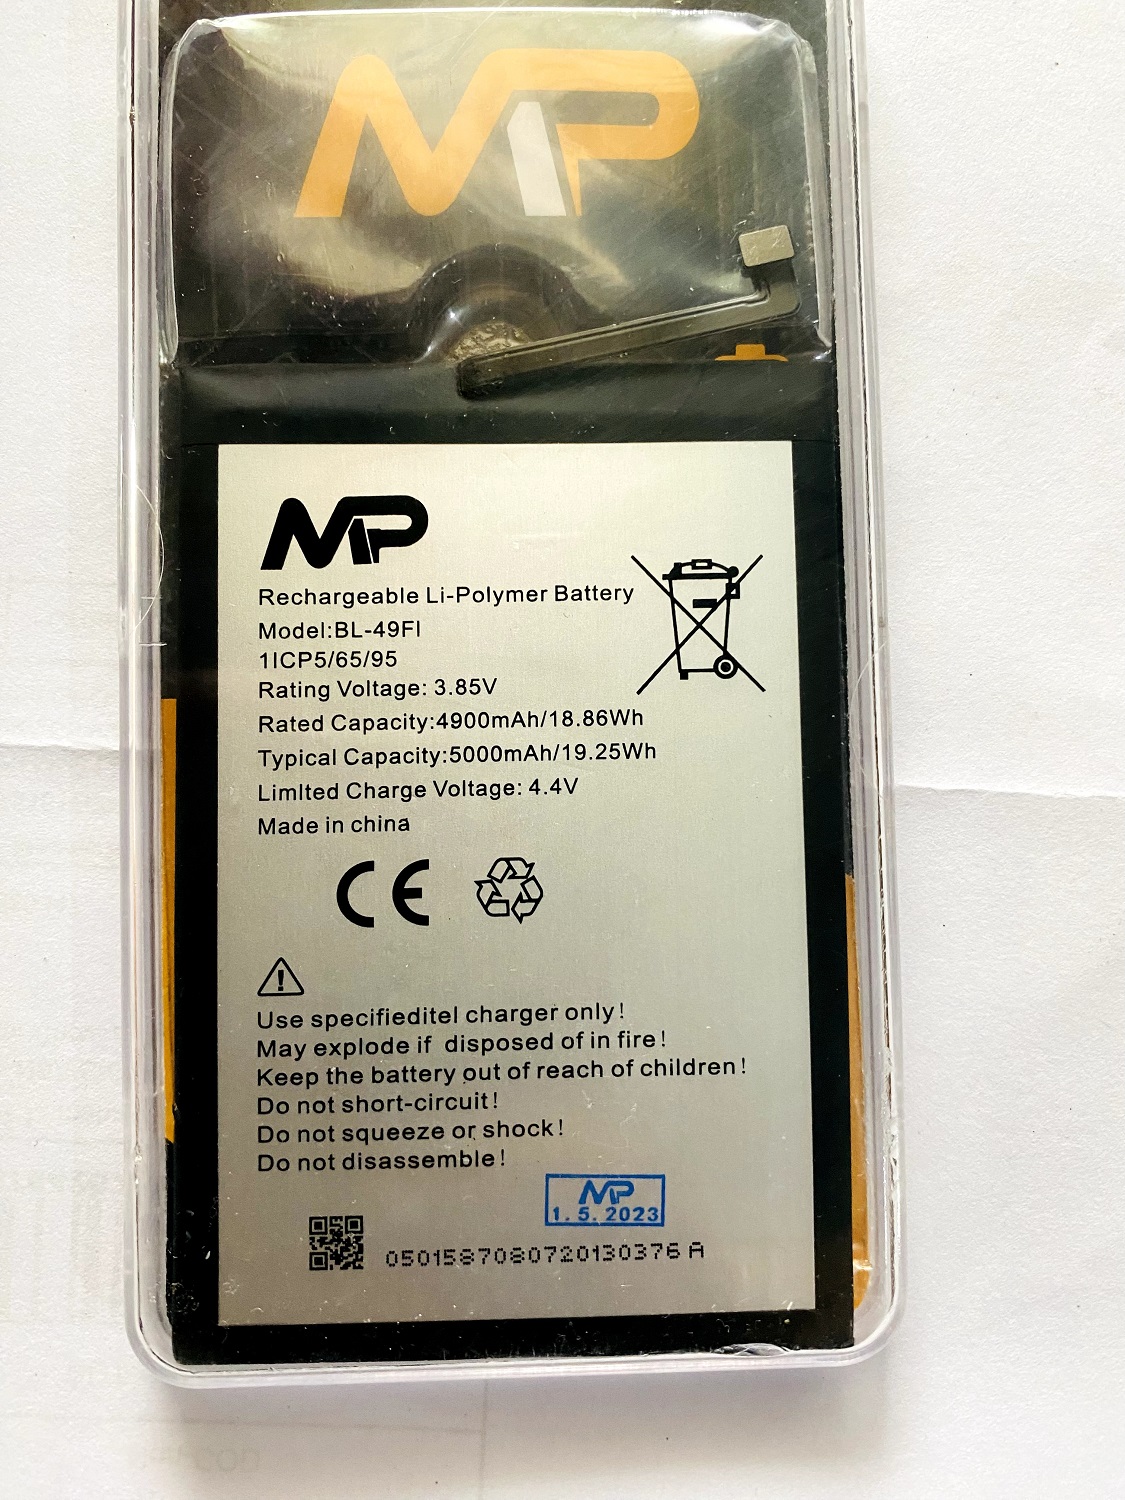 MP
MP
Rechargeable Li-Polymer Battery
Model:BL-49FI
1ICP5/65/95
Rating Voltage: 3.85V
Rated Capacity:4900mAh/18.86Wh
Typical Capacity:5000mAh/19.25Wh
LimIted Charge Voltage: 4.4V
Made in china
CE
Use specifieditel charger only!
May explode if disposed of in fire!
Keep the battery out of reach of children!
Do not short-circuit!
Do not squeeze or shock!
Do not disassemble!
MP
1.5.2023
0501587080720130376 A